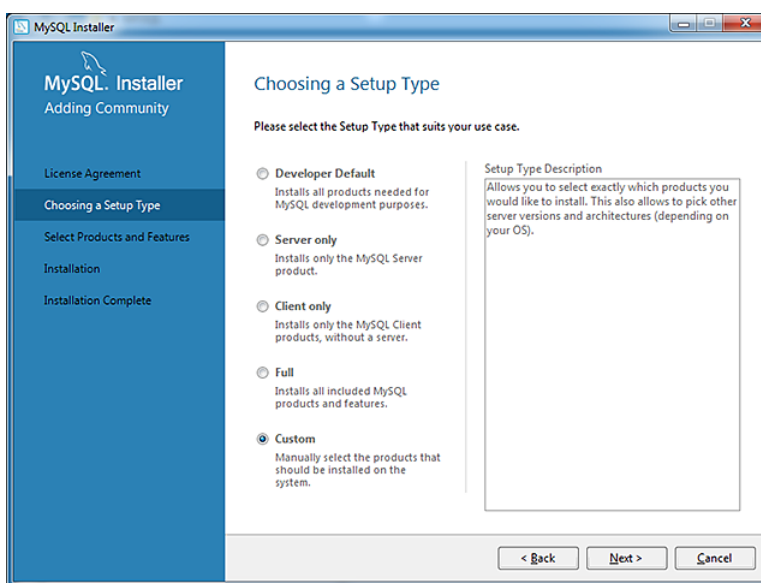 MySQL Installer
MySQL. Installer
Adding Community
License Agreement
Choosing a Setup Type
Select Products and Features
Installation
Installation Complete
Choosing a Setup Type
Please select the Setup Type that suits your use case.
Developer Default
Installs all products needed for
MySQL development purposes.
Server only
Installs only the MySQL Server
product.
Client only
Installs only the MySQL Client
products, without a server.
Full
Installs all included MySQL
products and features.
Custom
Manually select the products that
should be installed on the
system.
Setup Type Description
Allows you to select exactly which products you
would like to install. This also allows to pick other
server versions and architectures (depending on
your OS).
< Back
Next >
Cancel